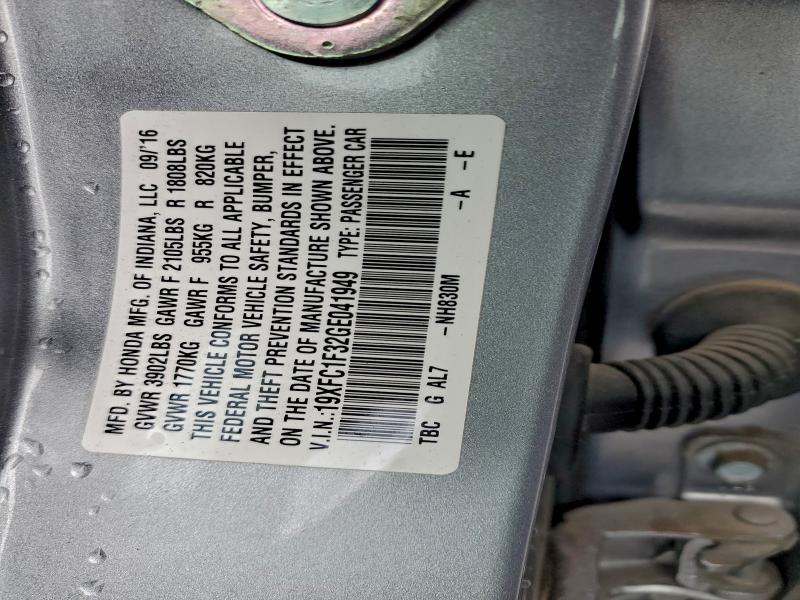 MFD. BY HONDA MFG. OF INDIANA, LLC 09/'16
GVWR 3902LBS GAWR F 2105LBS R 1808LBS
GVWR 1770KG GAWR F 955KG R 820KG
THIS VEHICLE CONFORMS TO ALL APPLICABLE
FEDERAL MOTOR VEHICLE SAFETY, BUMPER,
AND THEFT PREVENTION STANDARDS IN EFFECT
ON THE DATE OF MANUFACTURE SHOWN ABOVE.
V.I.N.:19XFC1F32GE041949 TYPE: PASSENGER CAR
TBC G AL7 -NH830M -A -E